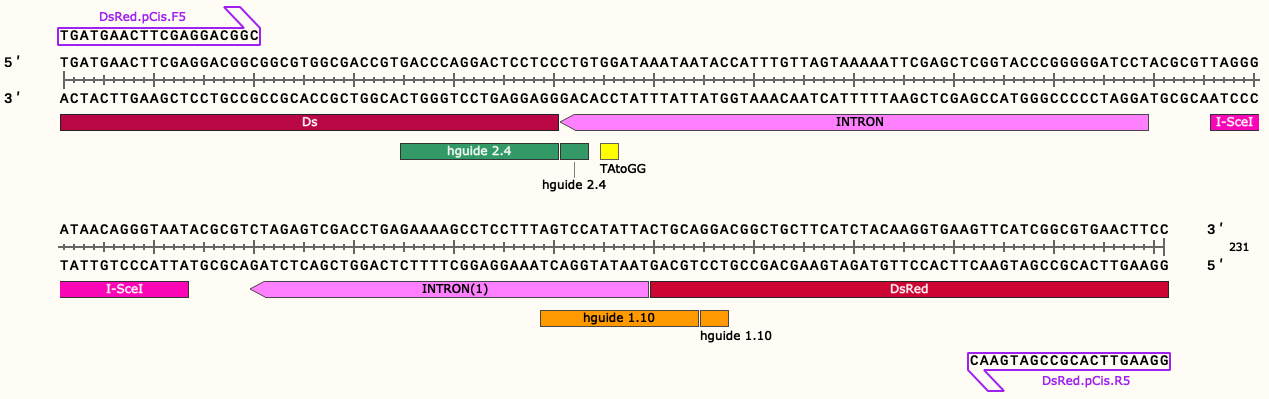 DsRed.pCis.F5
TGATGAACTTCGAGGACGGC
5 ' TGATGAACTTCGAGGACGGCGGCGTGGCGACCGTGACCCAGGACTCCTCCCTGTGGATAAATAATACCATTTGTTAGTAAAAATTCGAGCTCGGTACCCGGGGGATCCTACGCGTTAGGG
3 ' ACTACTTGAAGCTCCTGCCGCCGCACCGCTGGCACTGGGTCCTGAGGAGGGACACCTATTTATTATGGTAAACAATCATTTTTAAGCTCGAGCCATGGGCCCCCTAGGATGCGCAATCCC
Ds INTRON I-SceI
hguide 2.4
TAtoGG
hguide 2.4
ATAACAGGGTAATACGCGTCTAGAGTCGACCTGAGAAAAGCCTCCTTTAGTCCATATTACTGCAGGACGGCTGCTTCATCTACAAGGTGAAGTTCATCGGCGTGAACTTCC 3 '
231
TATTGTCCCATTATGCGCAGATCTCAGCTGGACTCTTTTCGGAGGAAATCAGGTATAATGACGTCCTGCCGACGAAGTAGATGTTCCACTTCAAGTAGCCGCACTTGAAGG 5 '
I-SceI INTRON(1) DsRed
hguide 1.10
hguide 1.10
CAAGTAGCCGCACTTGAAGG
DsRed.pCis.R5